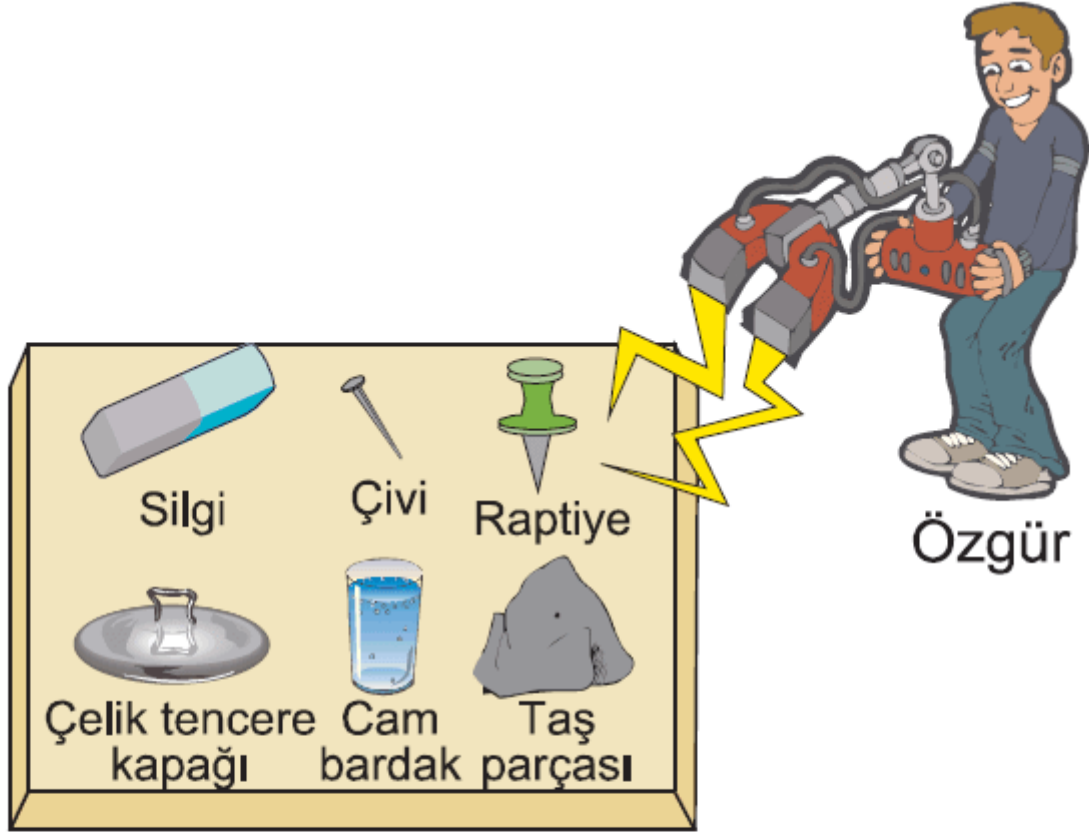 Silgi
Çivi
Raptiye
Özgür
Çelik tencere
kapağı
Cam
bardak
Taş
parçası